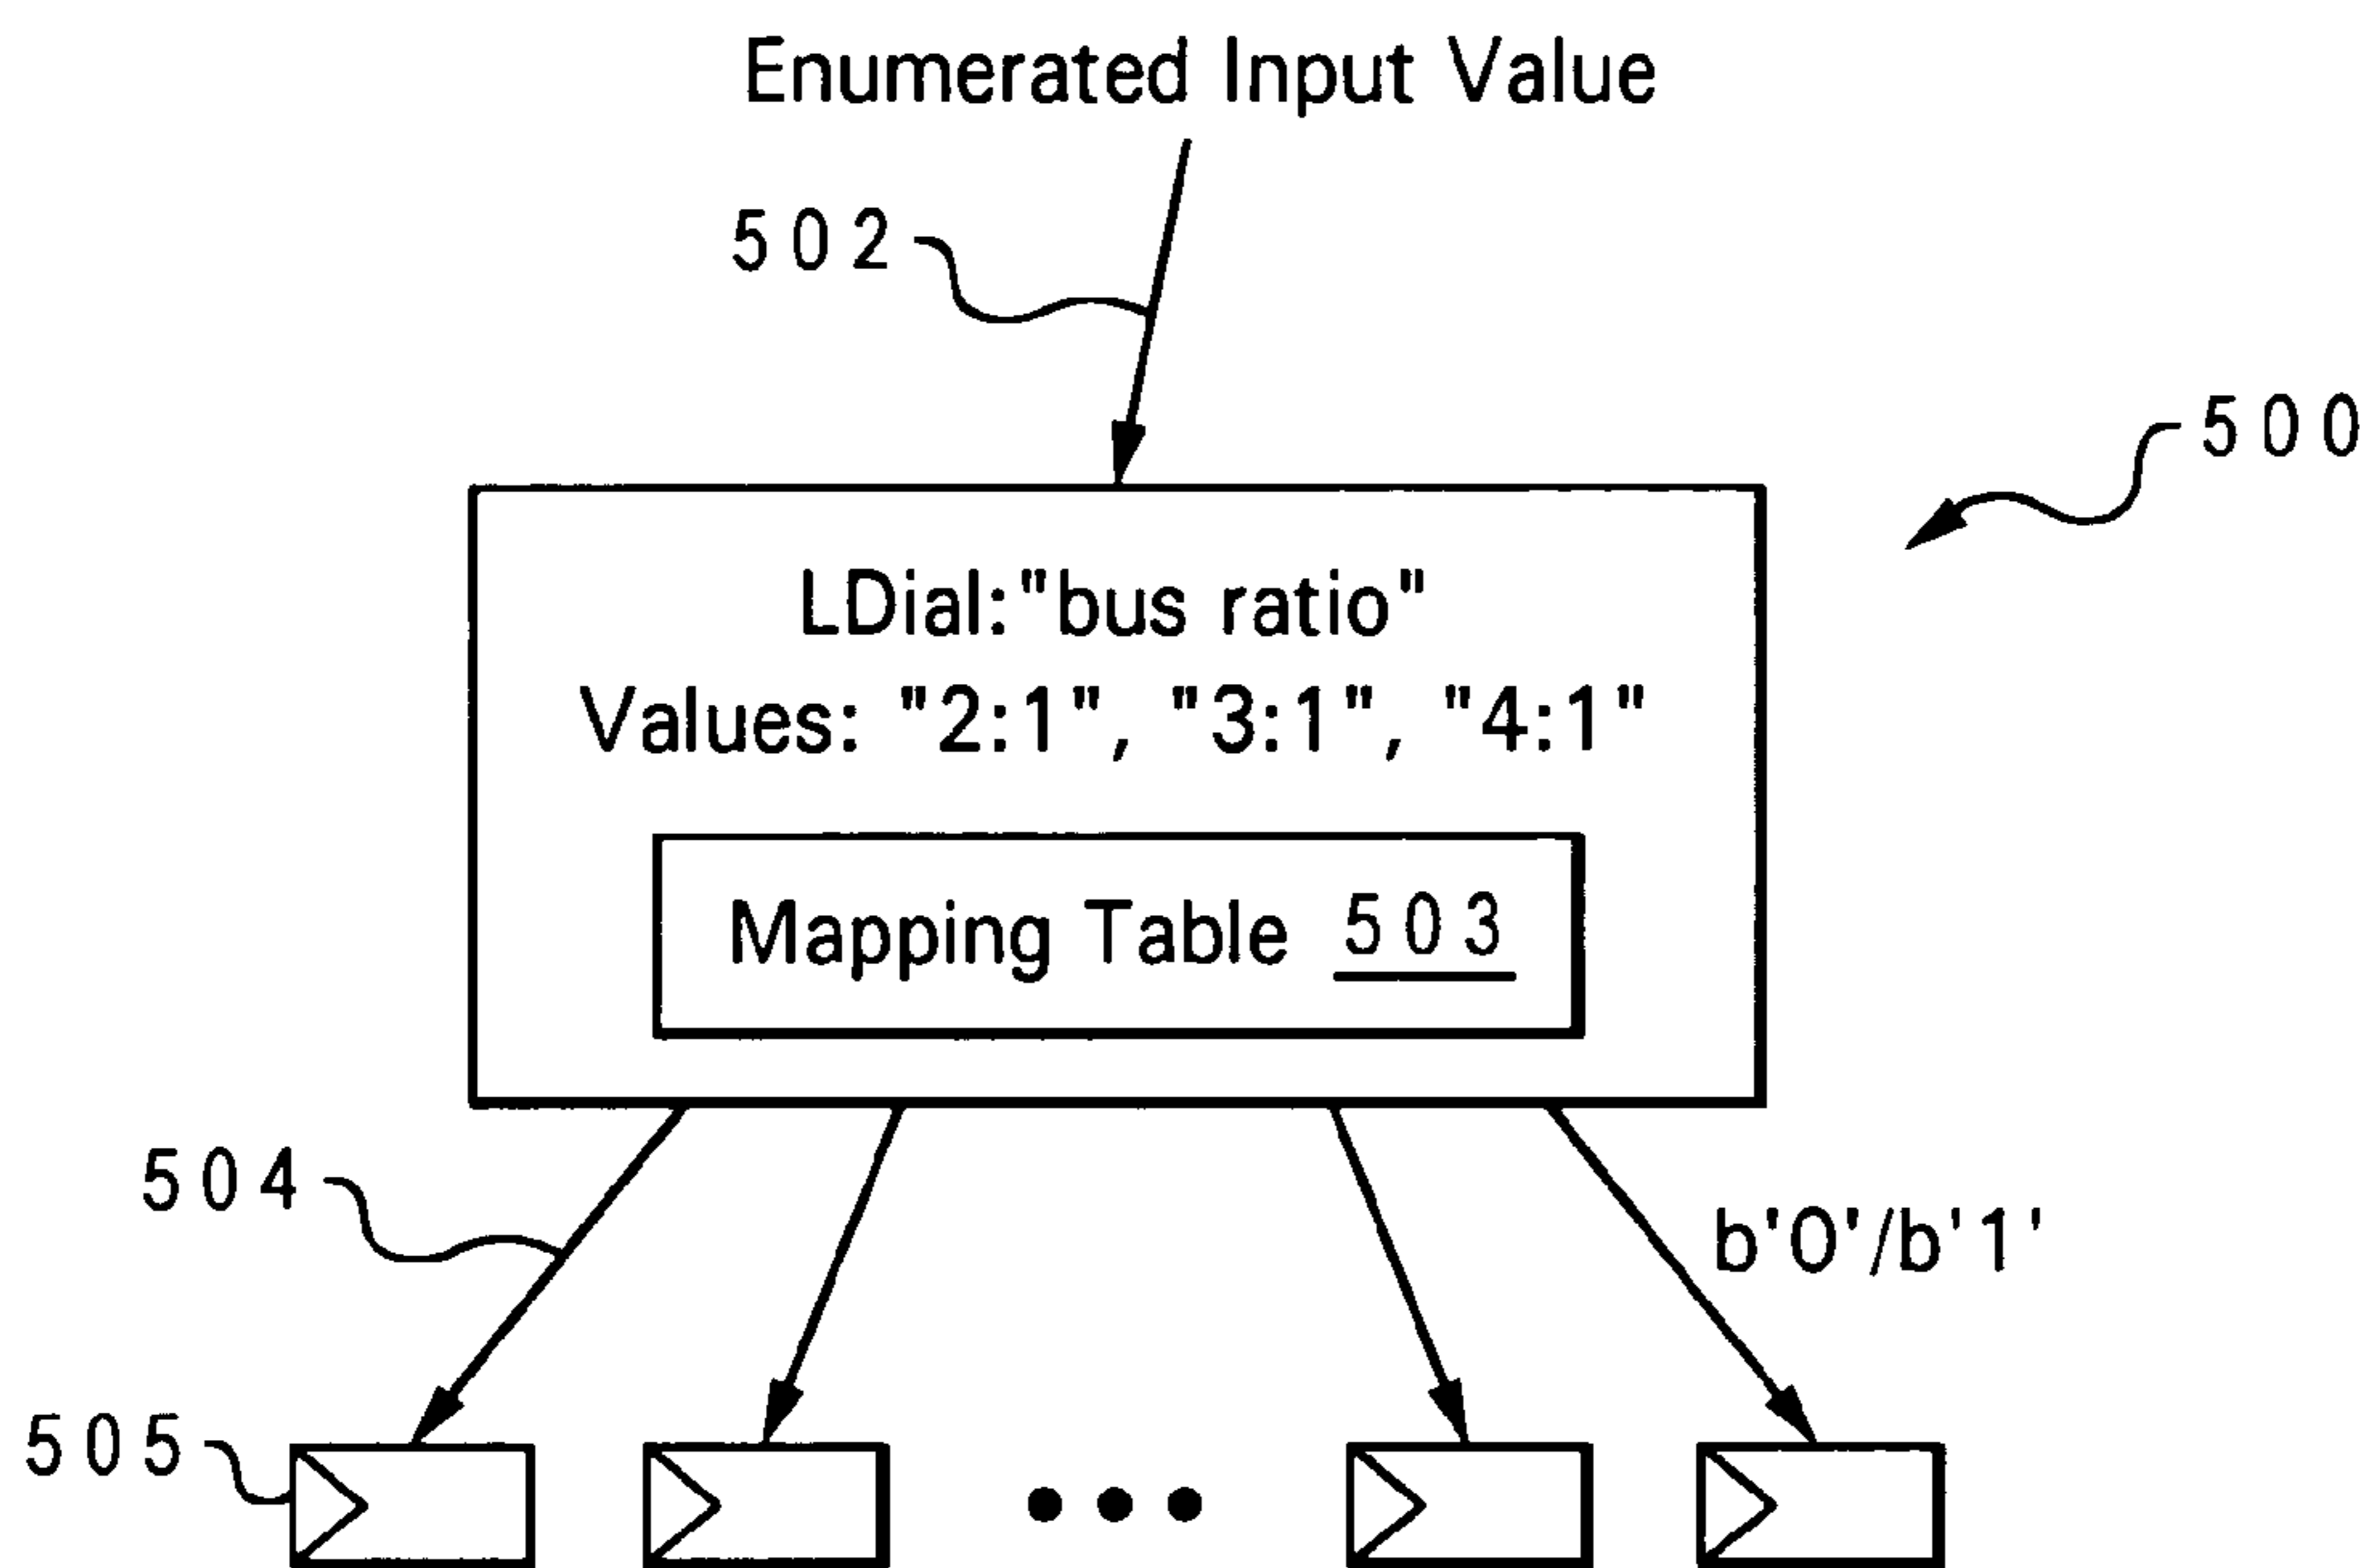 Enumerated Input Value
502
500
LDial:"bus ratio"
Values: "2:1", "3:1", "4:1"
Mapping Table 503
504
b'0'/b'1'
505